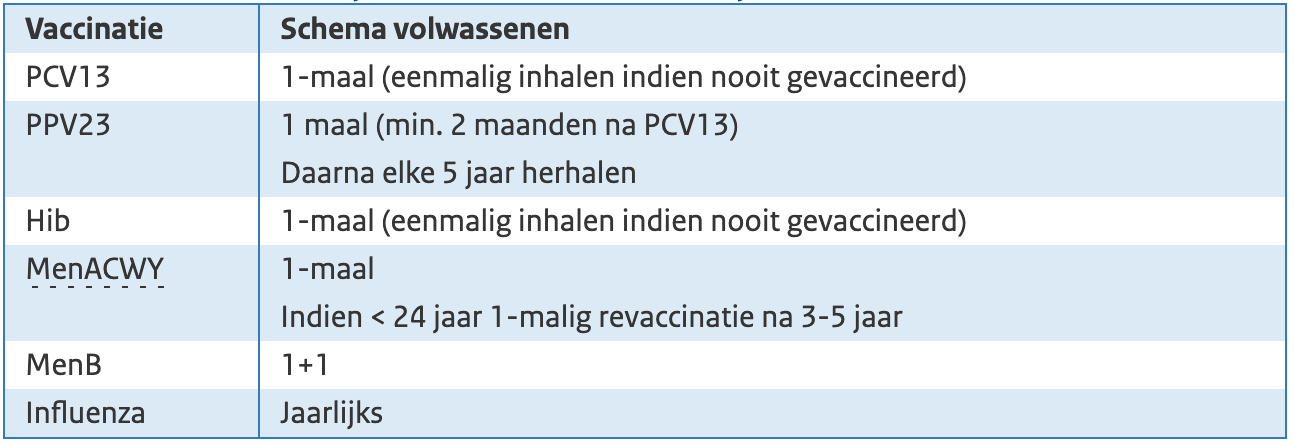 Vaccinatie Schema volwassenen
PCV13 1-maal (eenmalig inhalen indien nooit gevaccineerd)
PPV23 1 maal (min. 2 maanden na PCV13)
Daarna elke 5 jaar herhalen
Hib 1-maal (eenmalig inhalen indien nooit gevaccineerd)
MenACWY 1-maal
Indien < 24 jaar 1-malig revaccinatie na 3-5 jaar
MenB 1+1
Influenza Jaarlijks